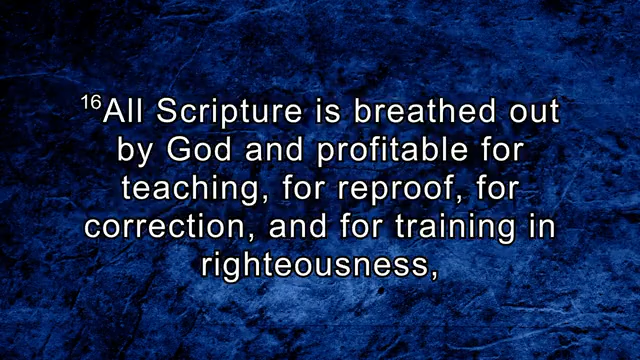 ¹⁶All Scripture is breathed out
by God and profitable for
teaching, for reproof, for
correction, and for training in
righteousness,